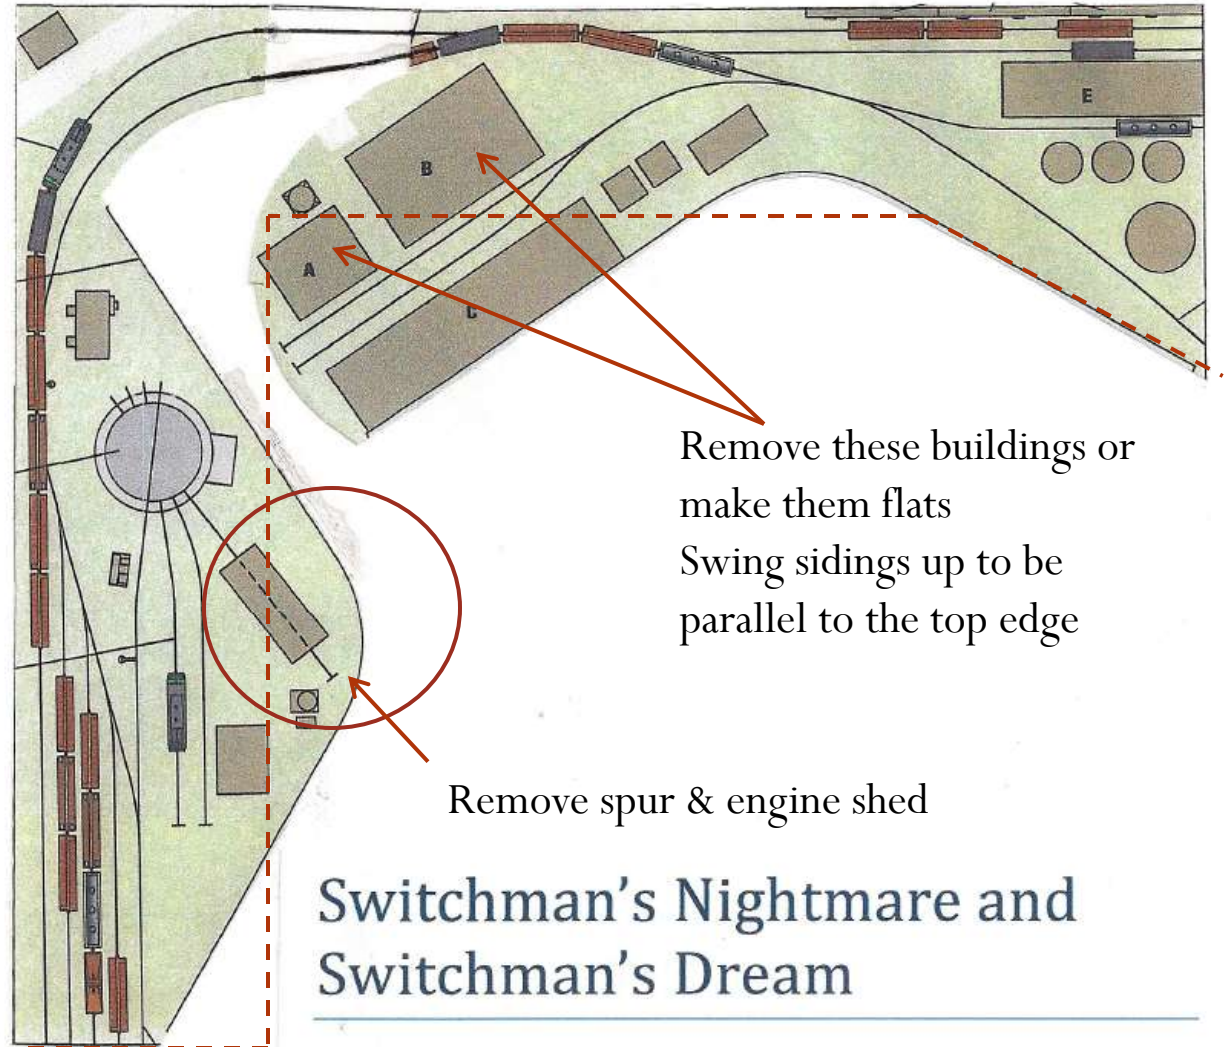 E
B
A
C
Remove these buildings or
make them flats
Swing sidings up to be
parallel to the top edge
Remove spur & engine shed
Switchman’s Nightmare and
Switchman’s Dream